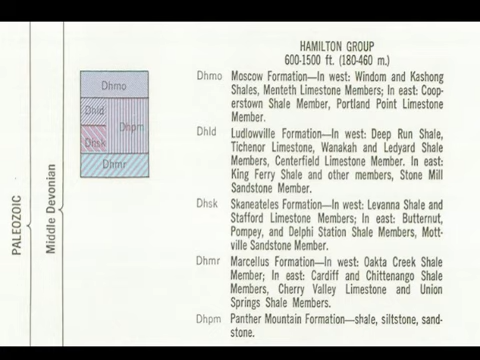 HAMILTON GROUP
600-1500 ft. (180-460 m.)
Dhmo Moscow Formation—In west: Windom and Kashong
Shales, Menteth Limestone Members; In east: Coop-
erstown Shale Member, Portland Point Limestone
Member.
Dhld Ludlowville Formation—In west: Deep Run Shale,
Tichenor Limestone, Wanakah and Ledyard Shale
Members, Centerfield Limestone Member. In east:
King Ferry Shale and other members, Stone Mill
Sandstone Member.
Dhsk Skaneateles Formation—In west: Levanna Shale and
Stafford Limestone Members; In east: Butternut,
Pompey, and Delphi Station Shale Members, Mott-
ville Sandstone Member.
Dhmr Marcellus Formation—In west: Oakta Creek Shale
Member; In east: Cardiff and Chittenango Shale
Members, Cherry Valley Limestone and Union
Springs Shale Members.
Dhpm Panther Mountain Formation—shale, siltstone, sand-
stone.
Dhmo
Dhld
Dhpm
Dhsk
Dhmr
PALEOZOIC
Middle Devonian